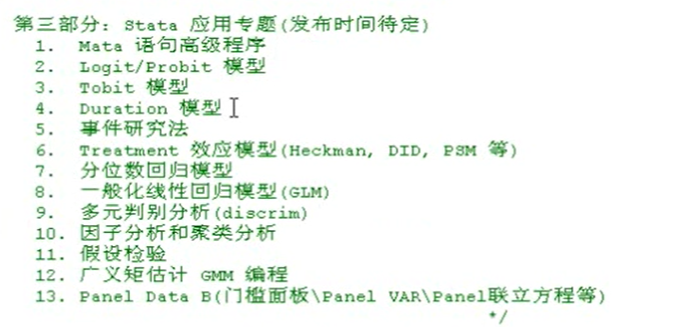 第三部分: Stata 应用专题(发布时间待定)
1. Mata 语句高级程序
2. Logit/Probit 模型
3. Tobit 模型
4. Duration 模型
5. 事件研究法
6. Treatment 效应模型(Heckman, DID, PSM 等)
7. 分位数回归模型
8. 一般化线性回归模型(GLM)
9. 多元判别分析(discrim)
10. 因子分析和聚类分析
11. 假设检验
12. 广义矩估计 GMM 编程
13. Panel Data B(门槛面板\Panel VAR\Panel联立方程等)
*/